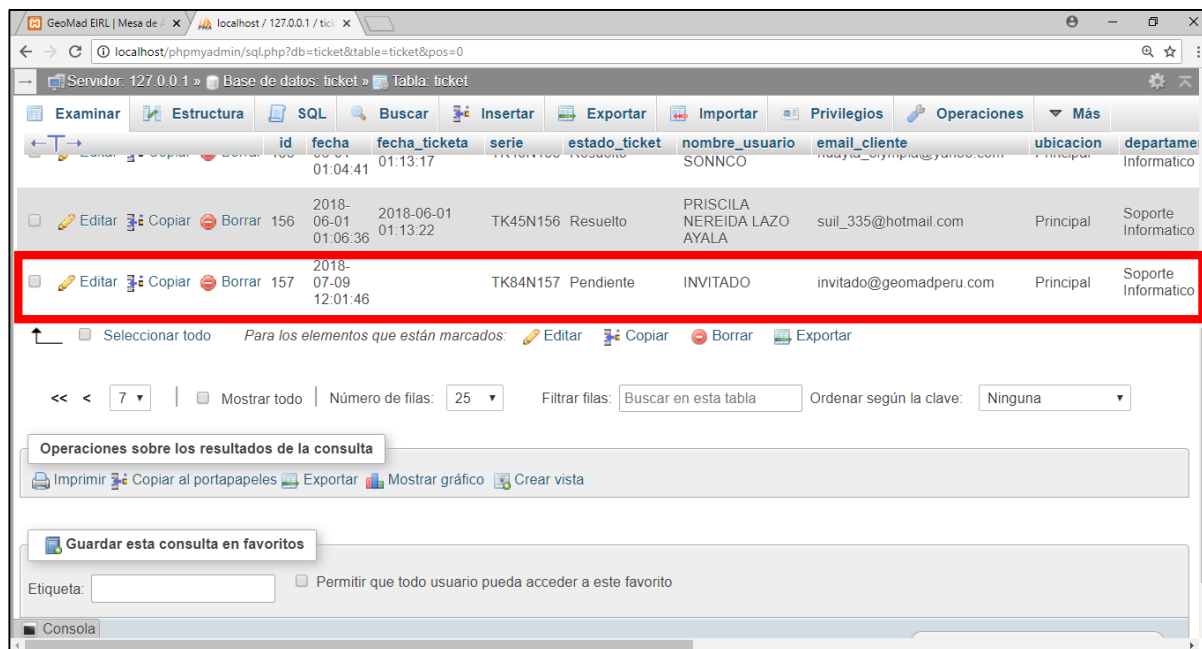 GeoMad EIRL | Mesa de A
localhost / 127.0.0.1 / tick
localhost/phpmyadmin/sql.php?db=ticket&table=ticket&pos=0
Servidor: 127.0.0.1 » Base de datos: ticket » Tabla: ticket
Examinar Estructura SQL Buscar Insertar Exportar Importar Privilegios Operaciones Más
id fecha fecha_ticketa serie estado_ticket nombre_usuario email_cliente ubicacion departame
01:04:41 01:13:17 SONNCO Informatico
Editar Copiar Borrar 156 2018-06-01 01:06:36 2018-06-01 01:13:22 TK45N156 Resuelto PRISCILA NEREIDA LAZO AYALA suil_335@hotmail.com Principal Soporte Informatico
Editar Copiar Borrar 157 2018-07-09 12:01:46 TK84N157 Pendiente INVITADO invitado@geomadperu.com Principal Soporte Informatico
Seleccionar todo Para los elementos que están marcados: Editar Copiar Borrar Exportar
<< < 7 Mostrar todo Número de filas: 25 Filtrar filas: Buscar en esta tabla Ordenar según la clave: Ninguna
Operaciones sobre los resultados de la consulta
Imprimir Copiar al portapapeles Exportar Mostrar gráfico Crear vista
Guardar esta consulta en favoritos
Etiqueta: Permitir que todo usuario pueda acceder a este favorito
Consola